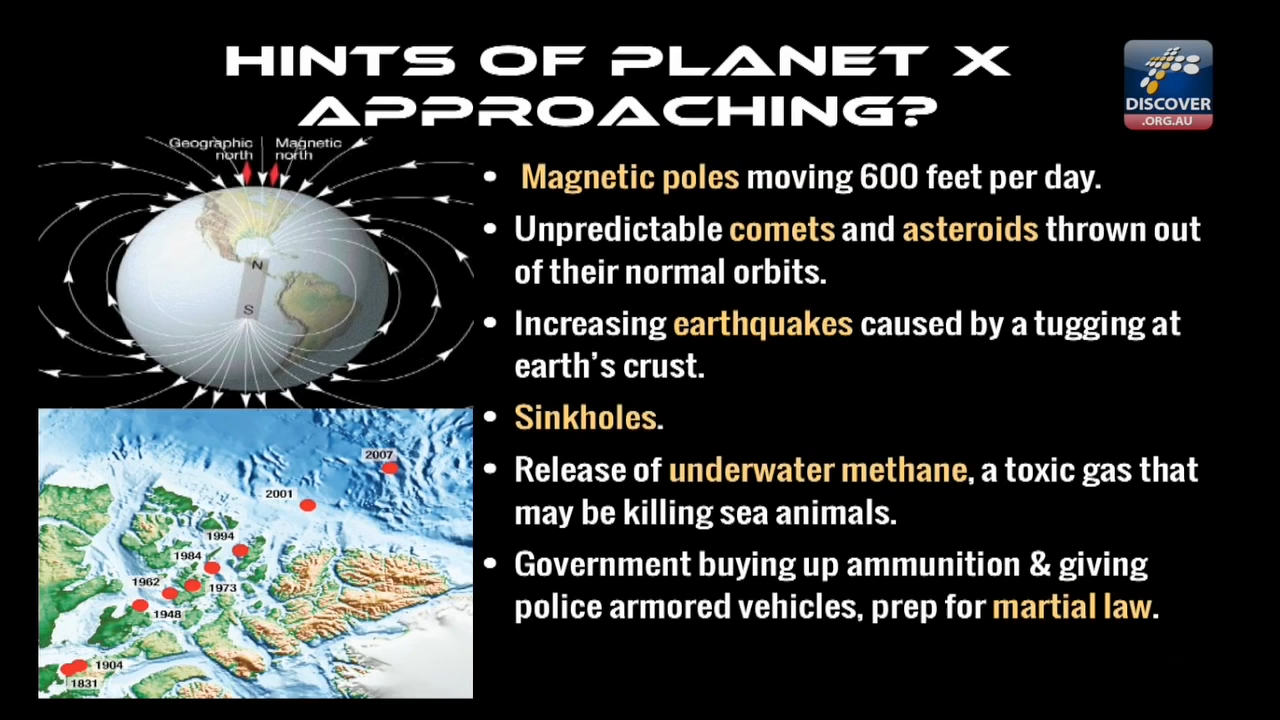 HINTS OF PLANET X
APPROACHING?
DISCOVER
.ORG.AU
Geographic
north
Magnetic
north
N
S
• Magnetic poles moving 600 feet per day.
• Unpredictable comets and asteroids thrown out
of their normal orbits.
• Increasing earthquakes caused by a tugging at
earth's crust.
• Sinkholes.
• Release of underwater methane, a toxic gas that
may be killing sea animals.
• Government buying up ammunition & giving
police armored vehicles, prep for martial law.
2007
2001
1994
1984
1973
1962
1948
1904
1831